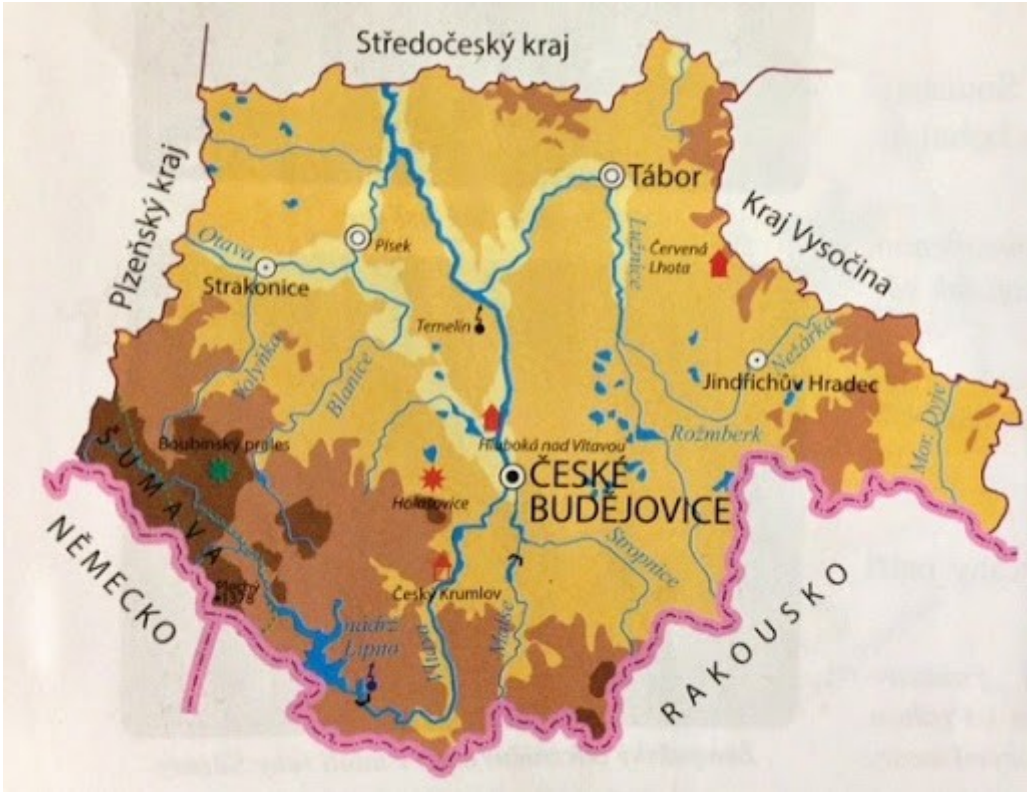 Středočeský kraj
Plzeňský kraj
Tábor
Kraj Vysočina
Otava
Písek
Lužnice
Červená
Lhota
Strakonice
Temelín
Nežárka
Volyňka
Blanice
Jindřichův Hradec
Mor. Dyje
Boubínský prales
Hluboká nad Vltavou
Rožmberk
ŠUMAVA
Holašovice
ČESKÉ
BUDĚJOVICE
NĚMECKO
Stropnice
Plechý
Český Krumlov
RAKOUSKO
nádrž
Lipno
Vltava
Malše